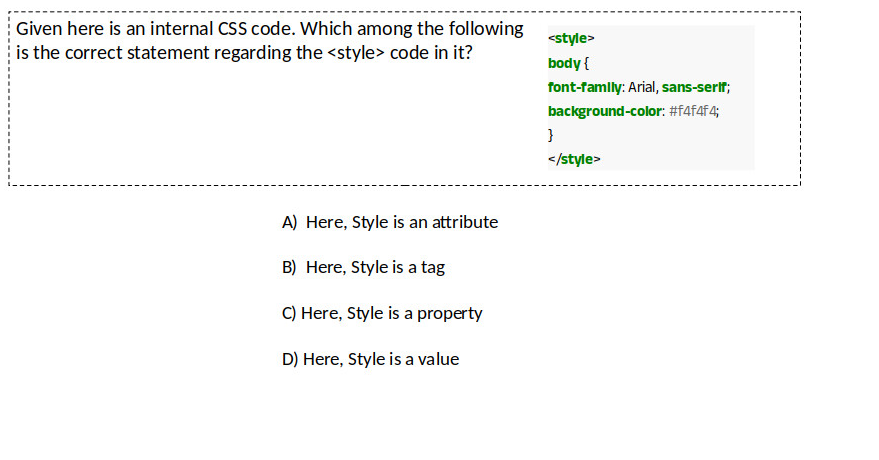 Given here is an internal CSS code. Which among the following
is the correct statement regarding the <style> code in it?
<style>
body {
font-family: Arial, sans-serif;
background-color: #f4f4f4;
}
</style>
A) Here, Style is an attribute
B) Here, Style is a tag
C) Here, Style is a property
D) Here, Style is a value